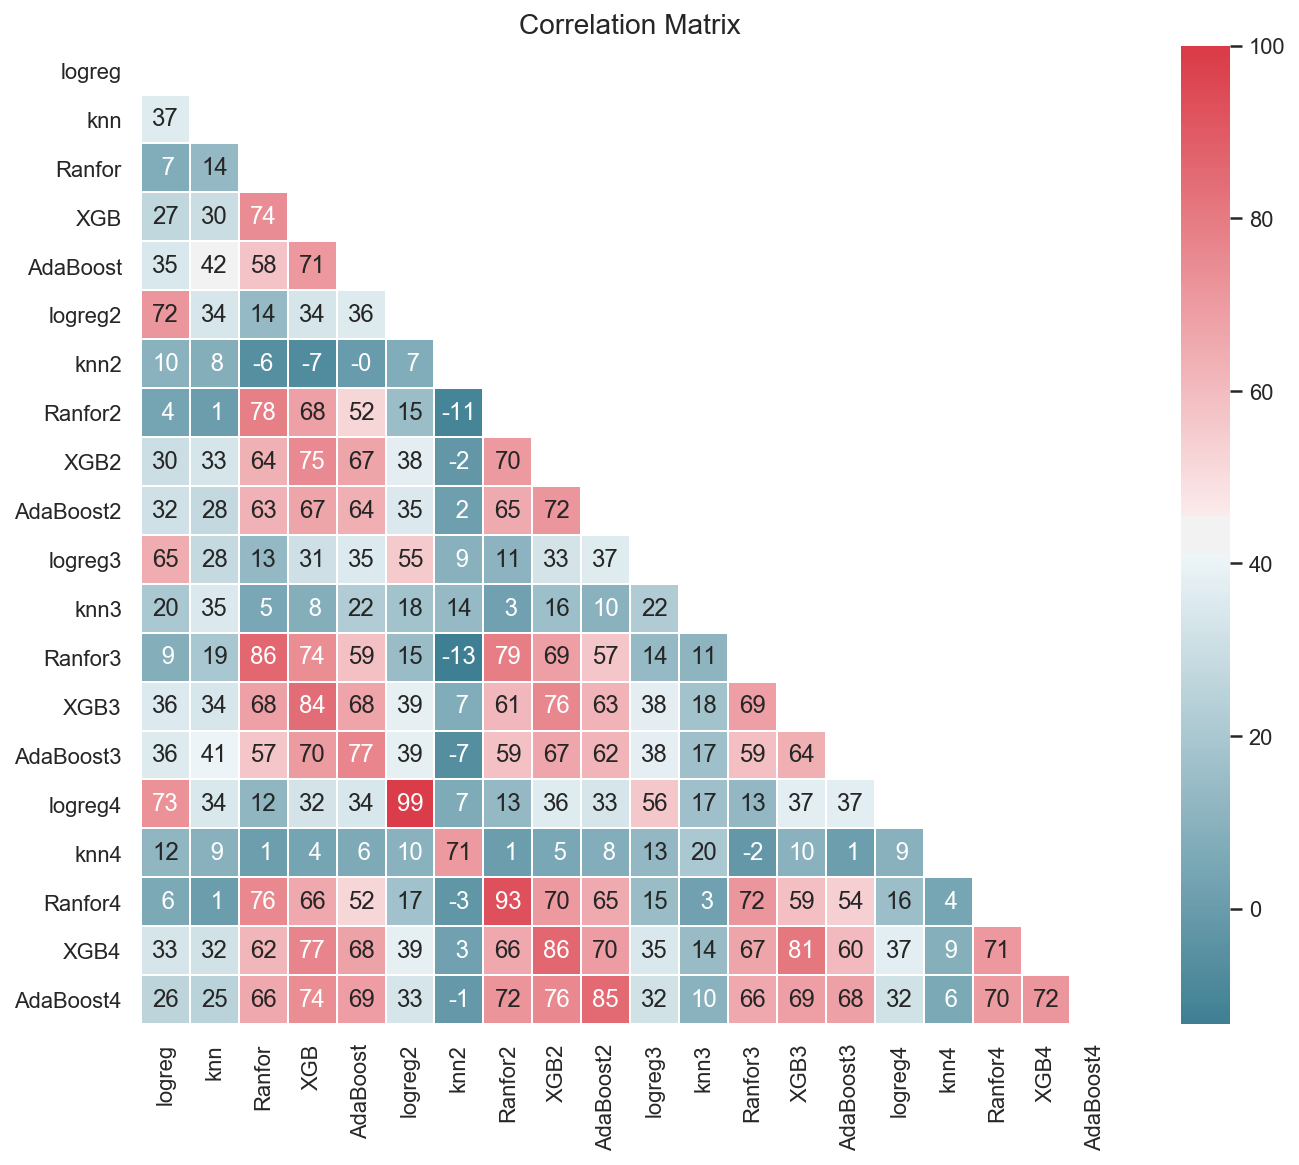 Correlation Matrix
logreg
knn 37
Ranfor 7 14
XGB 27 30 74
AdaBoost 35 42 58 71
logreg2 72 34 14 34 36
knn2 10 8 -6 -7 -0 7
Ranfor2 4 1 78 68 52 15 -11
XGB2 30 33 64 75 67 38 -2 70
AdaBoost2 32 28 63 67 64 35 2 65 72
logreg3 65 28 13 31 35 55 9 11 33 37
knn3 20 35 5 8 22 18 14 3 16 10 22
Ranfor3 9 19 86 74 59 15 -13 79 69 57 14 11
XGB3 36 34 68 84 68 39 7 61 76 63 38 18 69
AdaBoost3 36 41 57 70 77 39 -7 59 67 62 38 17 59 64
logreg4 73 34 12 32 34 99 7 13 36 33 56 17 13 37 37
knn4 12 9 1 4 6 10 71 1 5 8 13 20 -2 10 1 9
Ranfor4 6 1 76 66 52 17 -3 93 70 65 15 3 72 59 54 16 4
XGB4 33 32 62 77 68 39 3 66 86 70 35 14 67 81 60 37 9 71
AdaBoost4 26 25 66 74 69 33 -1 72 76 85 32 10 66 69 68 32 6 70 72
logreg knn Ranfor XGB AdaBoost logreg2 knn2 Ranfor2 XGB2 AdaBoost2 logreg3 knn3 Ranfor3 XGB3 AdaBoost3 logreg4 knn4 Ranfor4 XGB4 AdaBoost4
100
80
60
40
20
0